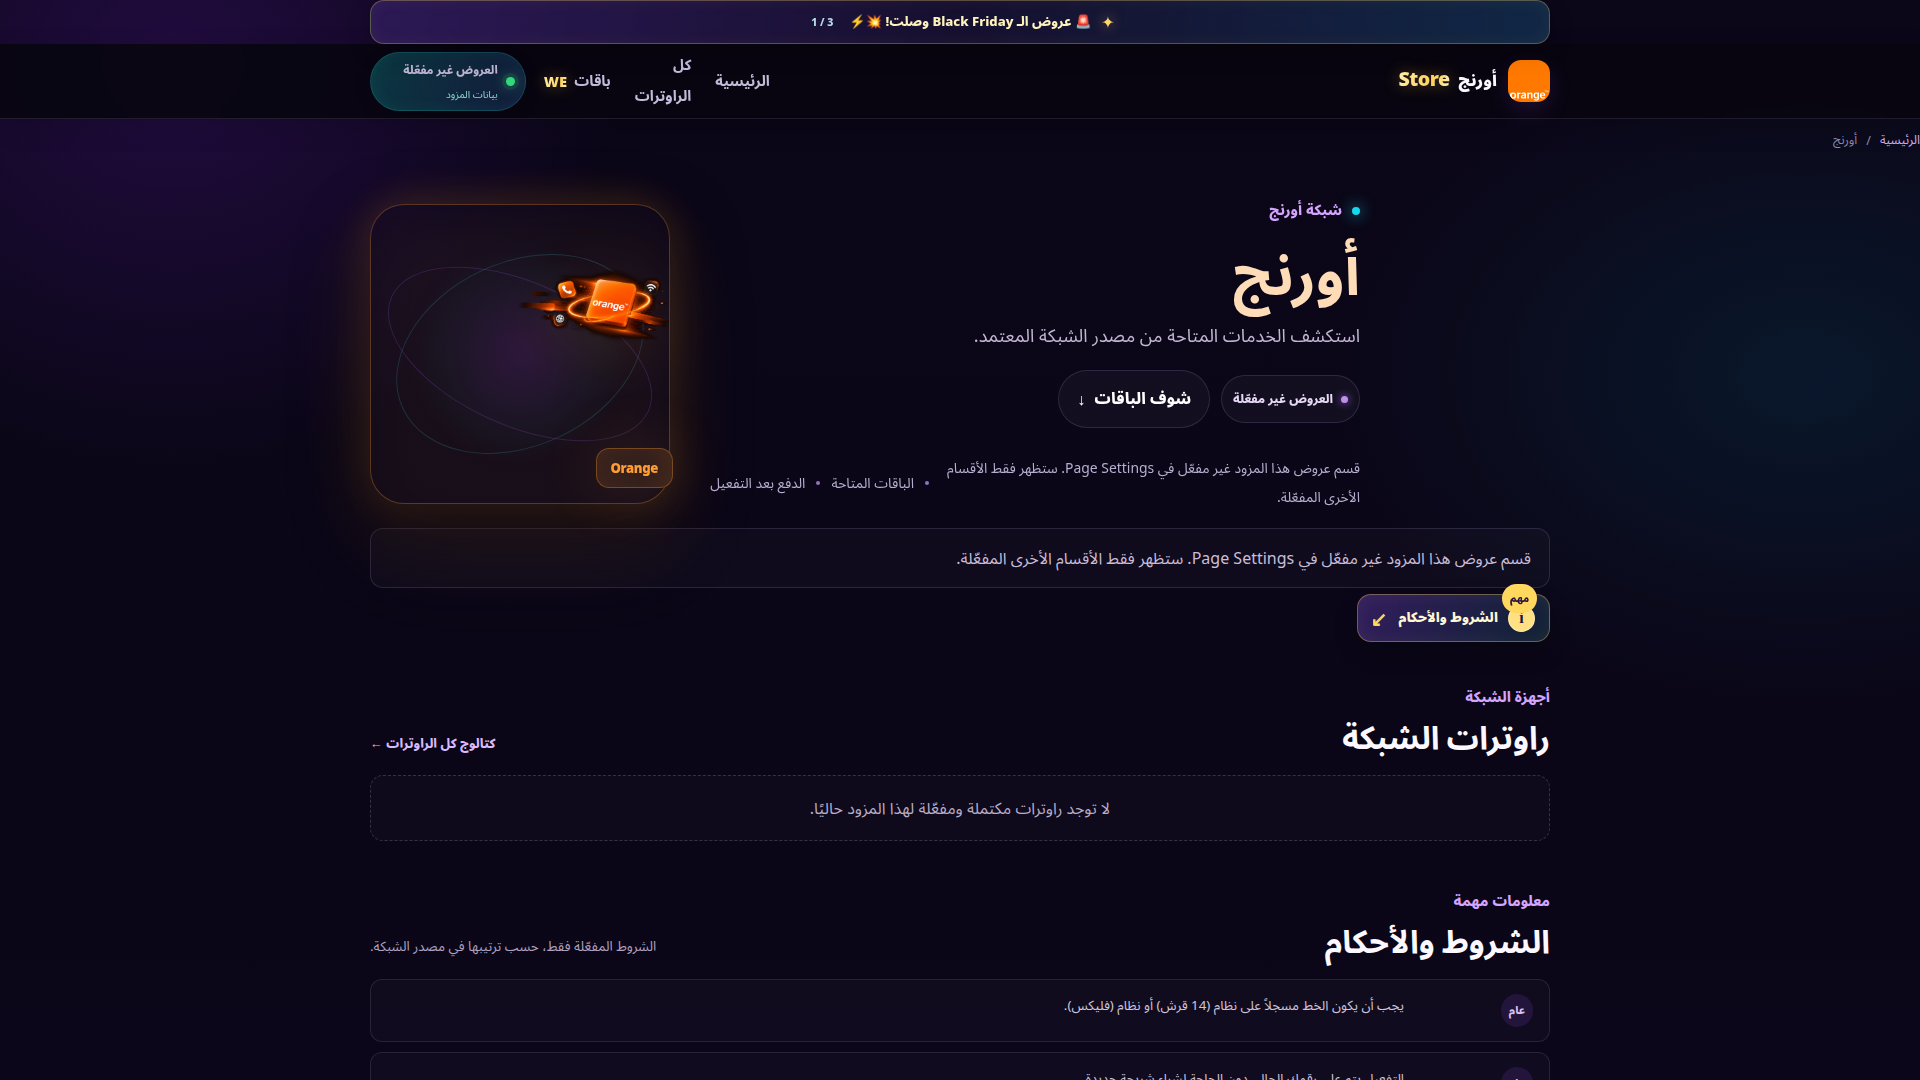 ✦ 🚨 عروض الـ Black Friday وصلت! 💥⚡ 1 / 3
orange
أورنج Store
الرئيسية
كل الراوترات
باقات WE
العروض غير مفعّلة
بيانات المزود
الرئيسية / أورنج
شبكة أورنج
أورنج
استكشف الخدمات المتاحة من مصدر الشبكة المعتمد.
العروض غير مفعّلة
شوف الباقات ↓
قسم عروض هذا المزود غير مفعّل في Page Settings. ستظهر فقط الأقسام
الأخرى المفعّلة.
• الباقات المتاحة • الدفع بعد التفعيل
orange
Orange
قسم عروض هذا المزود غير مفعّل في Page Settings. ستظهر فقط الأقسام الأخرى المفعّلة.
مهم
i الشروط والأحكام ↙
أجهزة الشبكة
راوترات الشبكة
كتالوج كل الراوترات ←
لا توجد راوترات مكتملة ومفعّلة لهذا المزود حاليًا.
معلومات مهمة
الشروط والأحكام
الشروط المفعّلة فقط، حسب ترتيبها في مصدر الشبكة.
عام
يجب أن يكون الخط مسجلاً على نظام (14 قرش) أو نظام (فليكس).